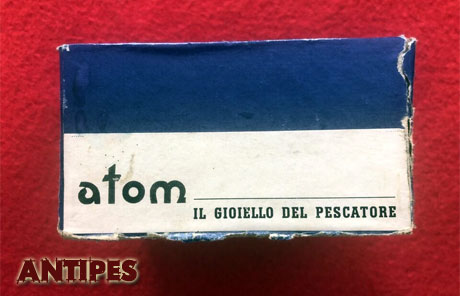 atom
IL GIOIELLO DEL PESCATORE
ANTIPES